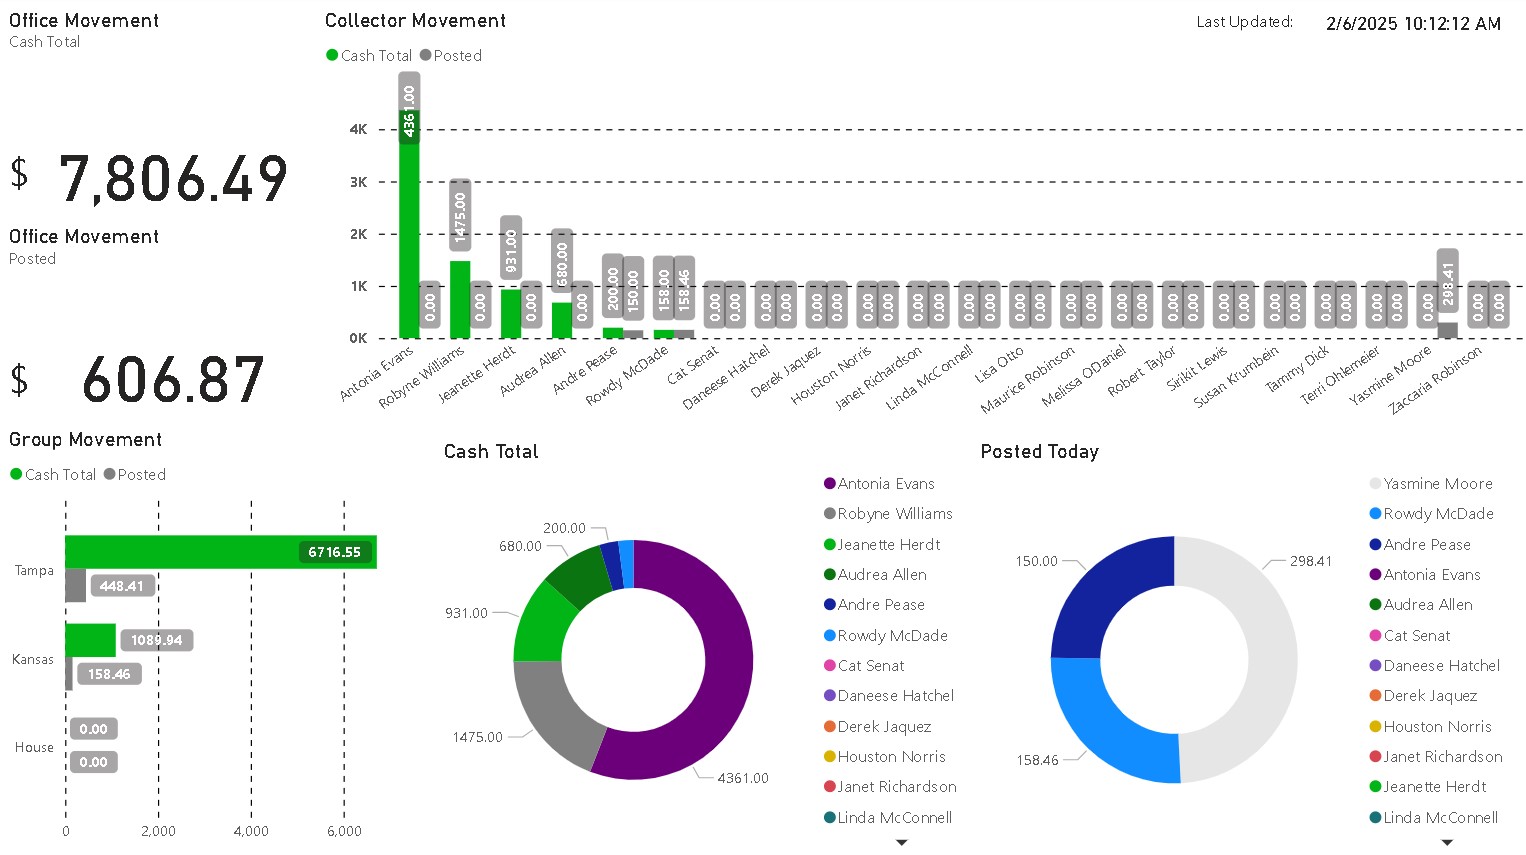 Office Movement
Cash Total
$ 7,806.49
Office Movement
Posted
$ 606.87
Collector Movement
Cash Total Posted
Last Updated: 2/6/2025 10:12:12 AM
4K
3K
2K
1K
0K
4361.00 0.00 1475.00 0.00 931.00 0.00 680.00 0.00 200.00 150.00 158.00 158.46 0.00 0.00 0.00 0.00 0.00 0.00 0.00 0.00 0.00 0.00 0.00 0.00 0.00 0.00 0.00 0.00 0.00 0.00 0.00 0.00 0.00 0.00 0.00 0.00 0.00 0.00 0.00 0.00 0.00 298.41 0.00 0.00
Antonia Evans
Robyne Williams
Jeanette Herdt
Audrea Allen
Andre Pease
Rowdy McDade
Cat Senat
Daneese Hatchel
Derek Jaquez
Houston Norris
Janet Richardson
Linda McConnell
Lisa Otto
Maurice Robinson
Melissa ODaniel
Robert Taylor
Sirikit Lewis
Susan Krumbein
Tammy Dick
Terri Ohlemeier
Yasmine Moore
Zaccaria Robinson
Group Movement
Cash Total Posted
Tampa
6716.55
448.41
Kansas
1089.94
158.46
House
0.00
0.00
0 2,000 4,000 6,000
Cash Total
200.00
680.00
931.00
1475.00
4361.00
Antonia Evans
Robyne Williams
Jeanette Herdt
Audrea Allen
Andre Pease
Rowdy McDade
Cat Senat
Daneese Hatchel
Derek Jaquez
Houston Norris
Janet Richardson
Linda McConnell
Posted Today
150.00
298.41
158.46
Yasmine Moore
Rowdy McDade
Andre Pease
Antonia Evans
Audrea Allen
Cat Senat
Daneese Hatchel
Derek Jaquez
Houston Norris
Janet Richardson
Jeanette Herdt
Linda McConnell